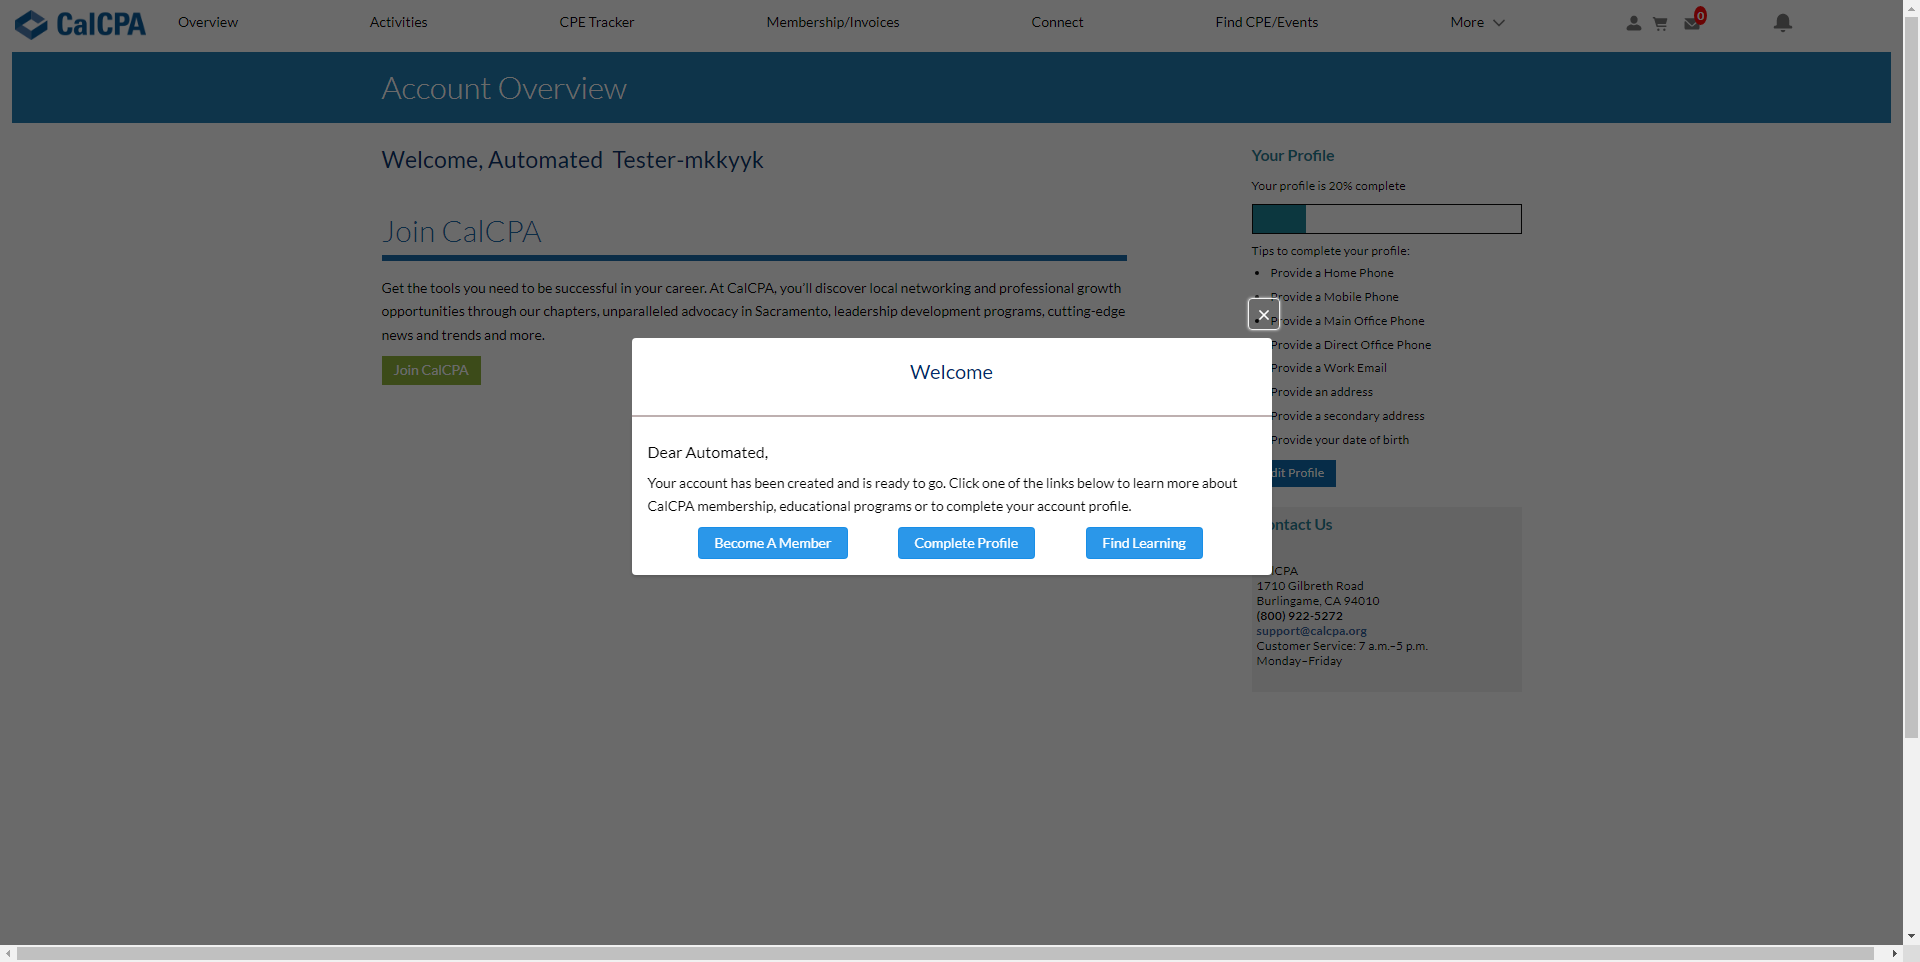 CalCPA
Overview
Activities
CPE Tracker
Membership/Invoices
Connect
Find CPE/Events
More
0
Account Overview
Welcome, Automated Tester-mkkyyk
Join CalCPA
Get the tools you need to be successful in your career. At CalCPA, you'll discover local networking and professional growth
opportunities through our chapters, unparalleled advocacy in Sacramento, leadership development programs, cutting-edge
news and trends and more.
Join CalCPA
Your Profile
Your profile is 20% complete
Tips to complete your profile:
Provide a Home Phone
Provide a Mobile Phone
Provide a Main Office Phone
Provide a Direct Office Phone
Provide a Work Email
Provide an address
Provide a secondary address
Provide your date of birth
dit Profile
Welcome
Dear Automated,
Your account has been created and is ready to go. Click one of the links below to learn more about
CalCPA membership, educational programs or to complete your account profile.
Become A Member
Complete Profile
Find Learning
ntact Us
CPA
1710 Gilbreth Road
Burlingame, CA 94010
(800) 922-5272
support@calcpa.org
Customer Service: 7 a.m.–5 p.m.
Monday–Friday